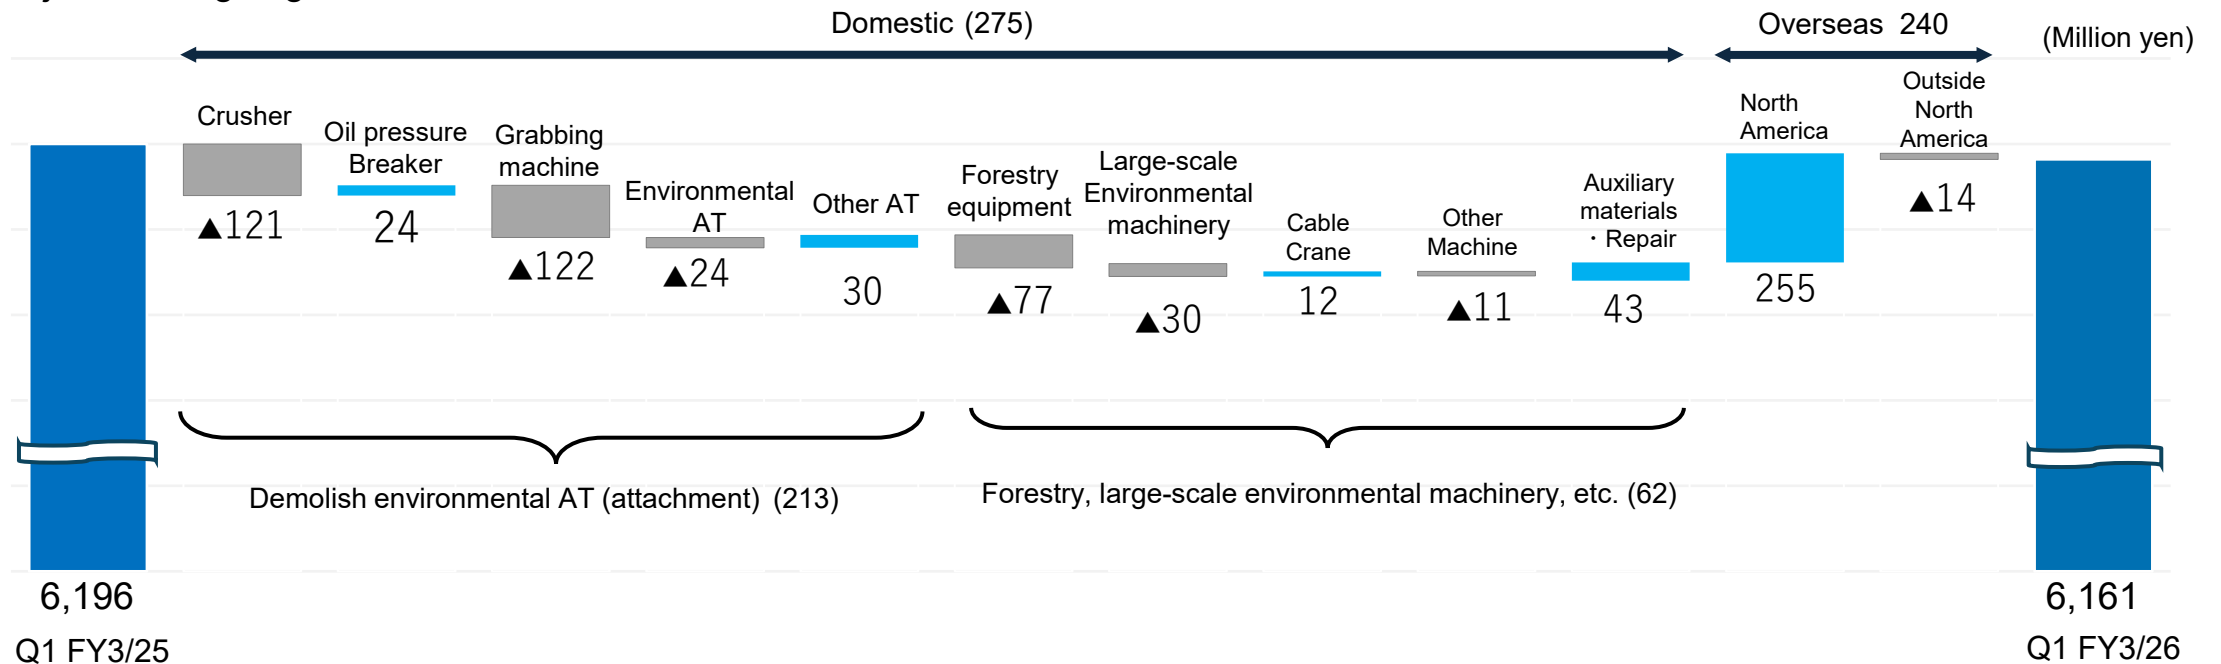 Domestic (275)
Overseas 240
(Million yen)
Crusher
▲121
Oil pressure
Breaker
24
Grabbing
machine
▲122
Environmental
AT
▲24
Other AT
30
Forestry
equipment
▲77
Large-scale
Environmental
machinery
▲30
Cable
Crane
12
Other
Machine
▲11
Auxiliary
materials
・Repair
43
North
America
255
Outside
North
America
▲14
Demolish environmental AT (attachment) (213)
Forestry, large-scale environmental machinery, etc. (62)
6,196
Q1 FY3/25
6,161
Q1 FY3/26